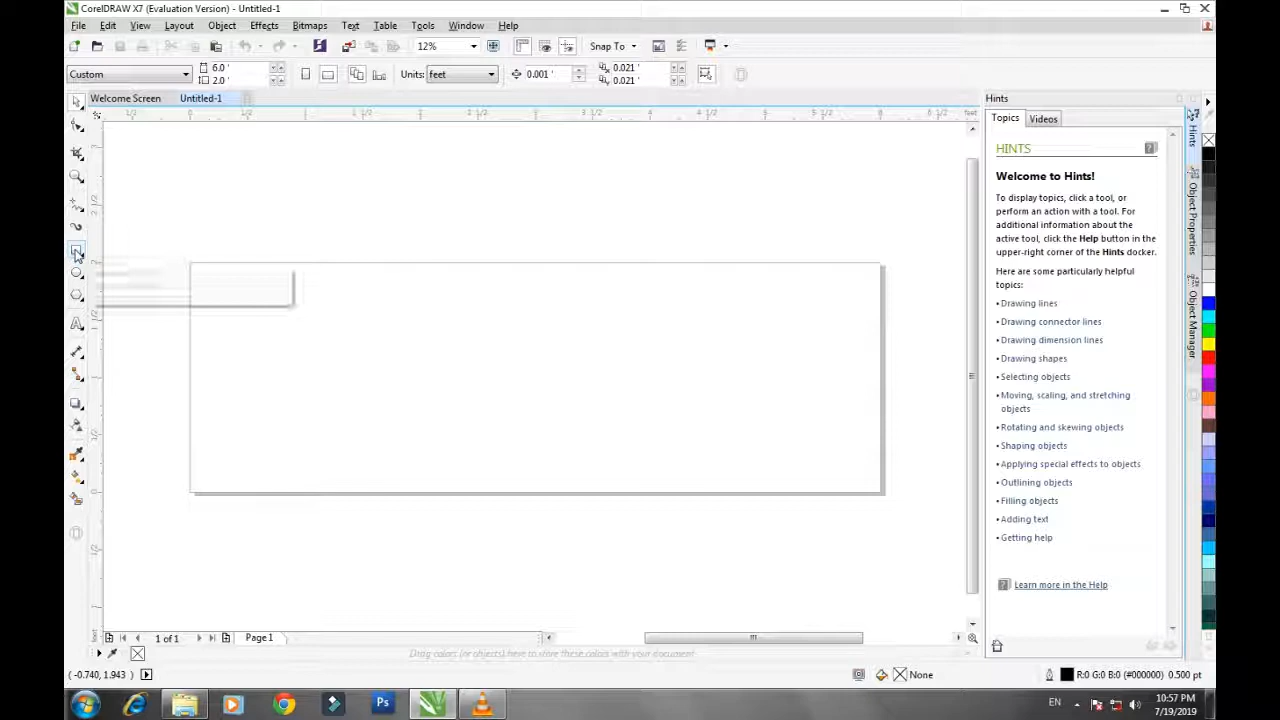 CorelDRAW X7 (Evaluation Version) - Untitled-1
File Edit View Layout Object Effects Bitmaps Text Table Tools Window Help
12% Snap To
Custom 6.0 ' 2.0 ' Units: feet 0.001 ' 0.021 ' 0.021 '
Welcome Screen Untitled-1
Hints
Topics Videos
HINTS
Welcome to Hints!
To display topics, click a tool, or
perform an action with a tool. For
additional information about the
active tool, click the Help button in the
upper-right corner of the Hints docker.
Here are some particularly helpful
topics:
•Drawing lines
•Drawing connector lines
•Drawing dimension lines
•Drawing shapes
•Selecting objects
•Moving, scaling, and stretching
objects
•Rotating and skewing objects
•Shaping objects
•Applying special effects to objects
•Outlining objects
•Filling objects
•Adding text
•Getting help
Learn more in the Help
Hints
Object Properties
Object Manager
1 of 1 Page 1
Drag colors (or objects) here to store these colors with your document
( -0.740, 1.943 ) None R:0 G:0 B:0 (#000000) 0.500 pt
Ps EN 10:57 PM
7/19/2019